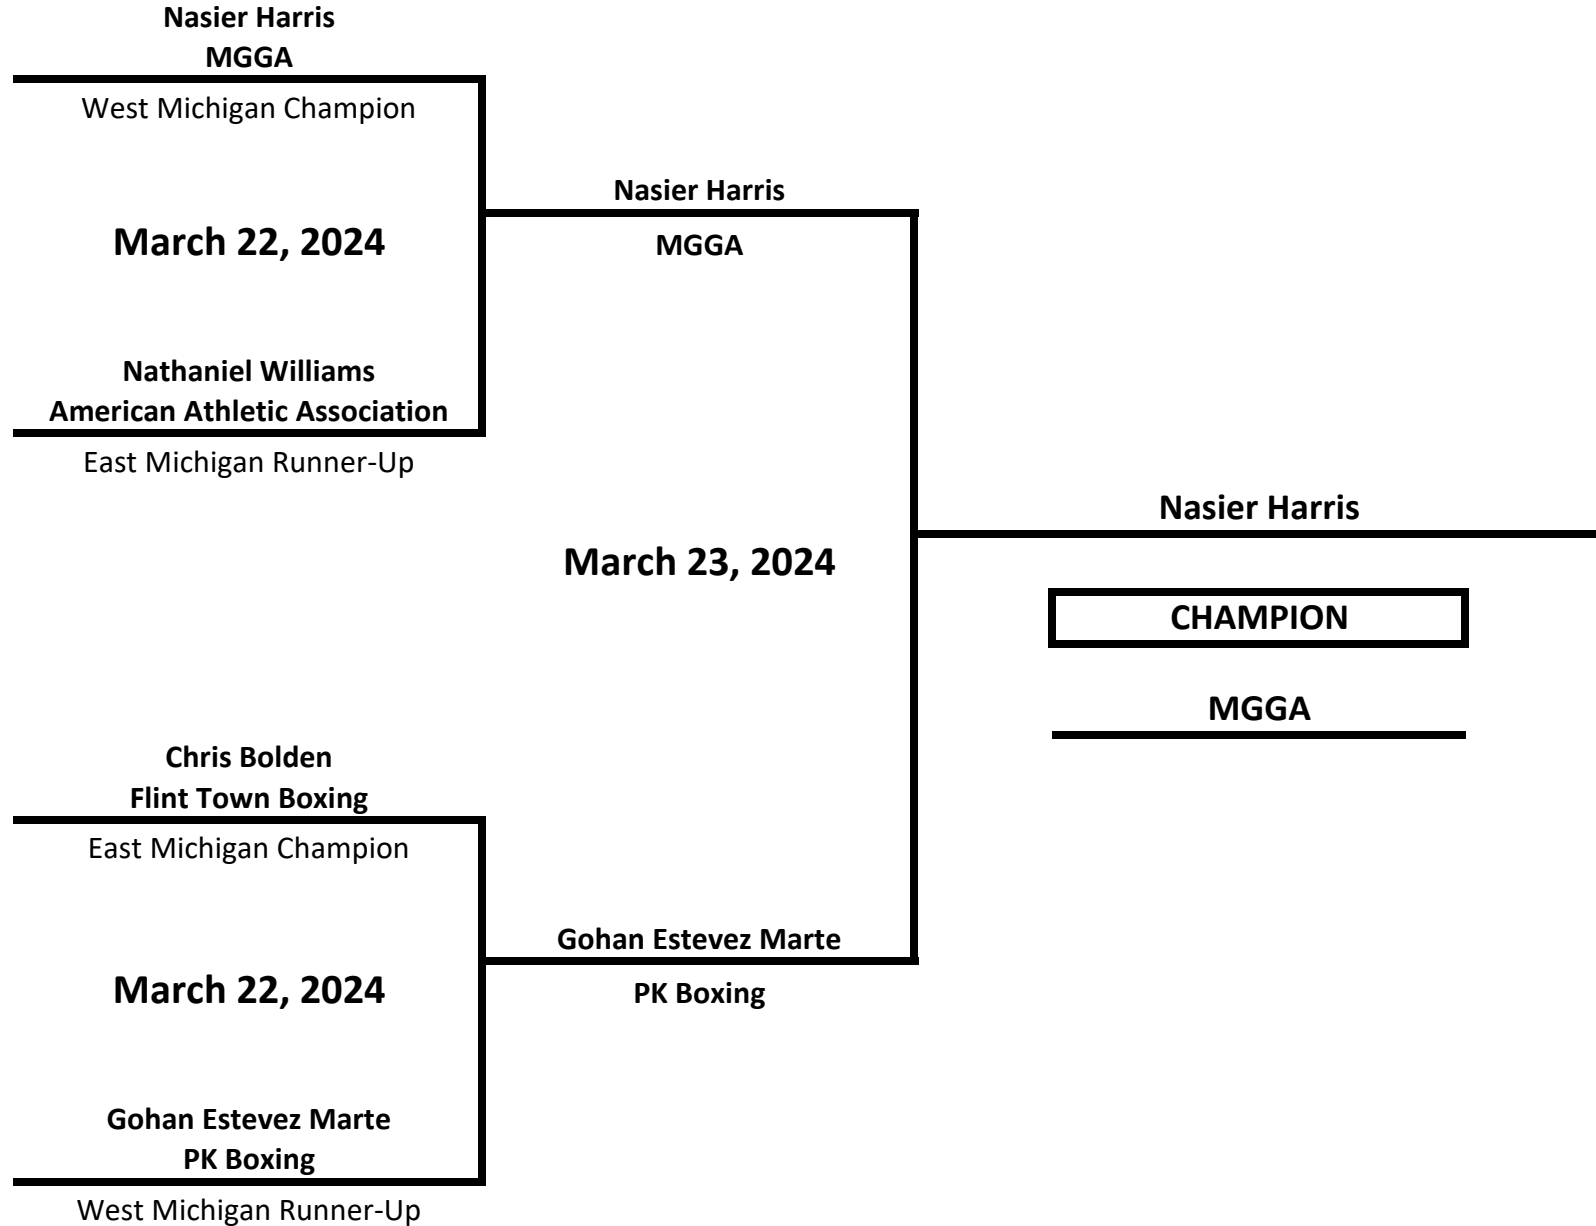 Nasier Harris
MGGA
West Michigan Champion
March 22, 2024
Nathaniel Williams
American Athletic Association
East Michigan Runner-Up
Nasier Harris
MGGA
March 23, 2024
Nasier Harris
CHAMPION
MGGA
Chris Bolden
Flint Town Boxing
East Michigan Champion
March 22, 2024
Gohan Estevez Marte
PK Boxing
West Michigan Runner-Up
Gohan Estevez Marte
PK Boxing